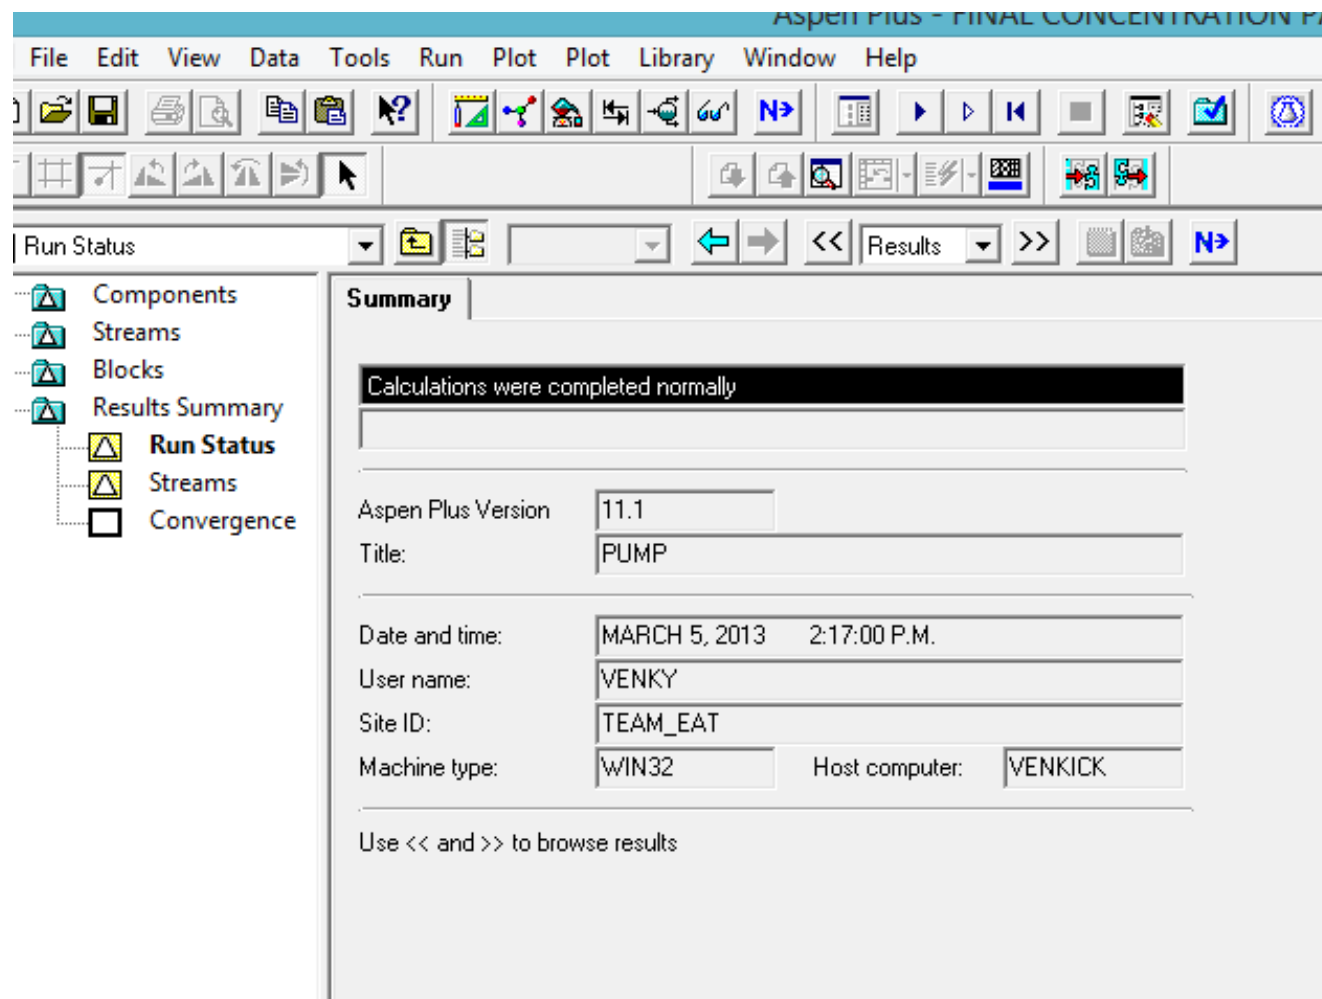 Aspen Plus - FINAL CONCENTRATION
File Edit View Data Tools Run Plot Plot Library Window Help
N>
Run Status << Results >> N>
Components
Streams
Blocks
Results Summary
Run Status
Streams
Convergence
Summary
Calculations were completed normally
Aspen Plus Version 11.1
Title: PUMP
Date and time: MARCH 5, 2013 2:17:00 P.M.
User name: VENKY
Site ID: TEAM_EAT
Machine type: WIN32 Host computer: VENKICK
Use << and >> to browse results